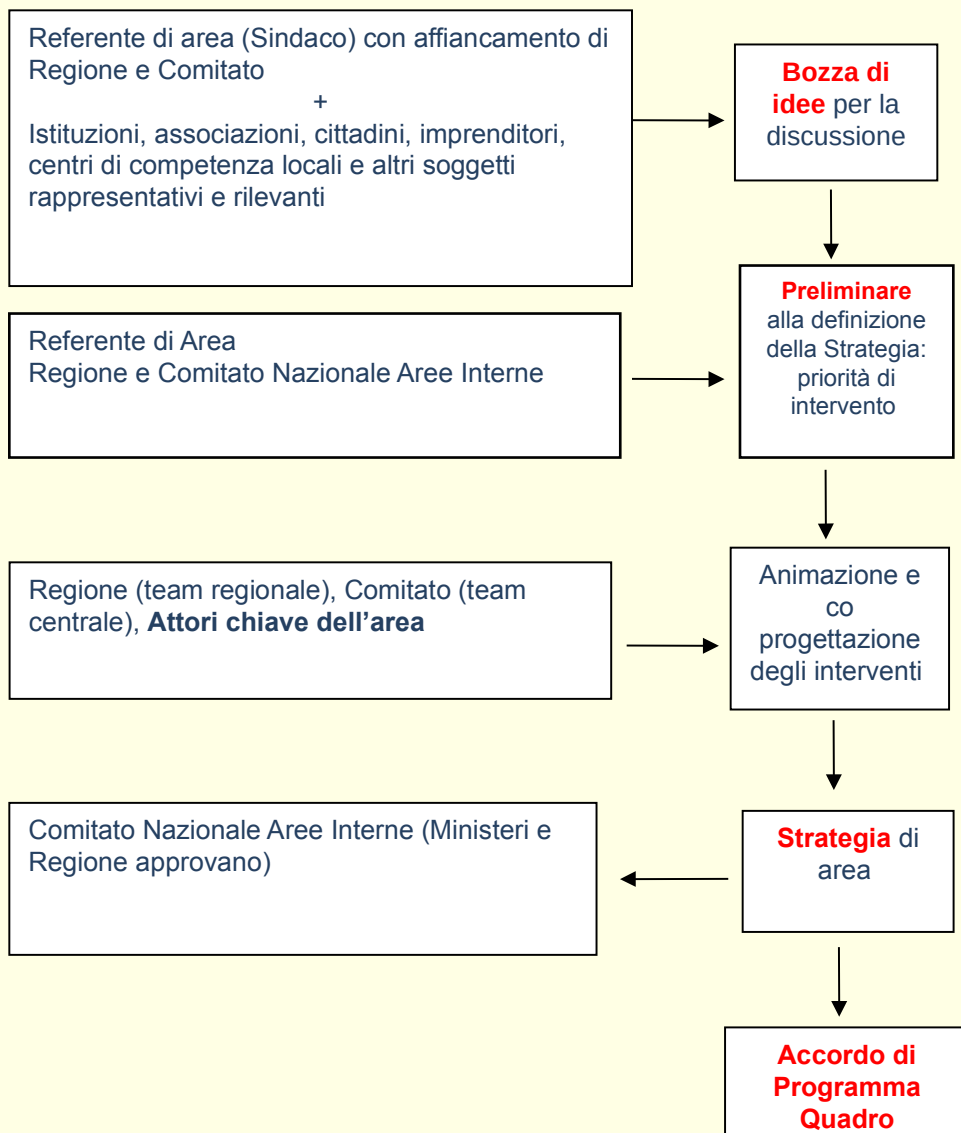 Referente di area (Sindaco) con affiancamento di
Regione e Comitato
+
Istituzioni, associazioni, cittadini, imprenditori,
centri di competenza locali e altri soggetti
rappresentativi e rilevanti
Bozza di
idee per la
discussione
Referente di Area
Regione e Comitato Nazionale Aree Interne
Preliminare
alla definizione
della Strategia:
priorità di
intervento
Regione (team regionale), Comitato (team
centrale), Attori chiave dell'area
Animazione e
co
progettazione
degli interventi
Comitato Nazionale Aree Interne (Ministeri e
Regione approvano)
Strategia di
area
Accordo di
Programma
Quadro